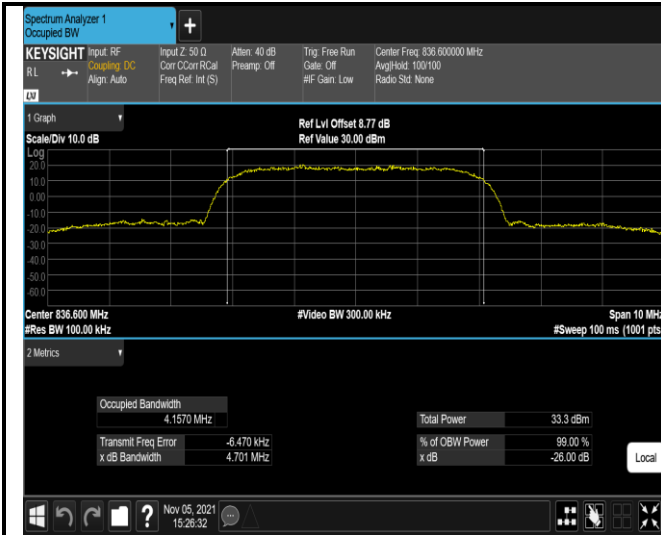 Spectrum Analyzer 1
Occupied BW
+
KEYSIGHT Input: RF Input Z: 50 Ω Atten: 40 dB Trig: Free Run Center Freq: 836.600000 MHz
R L Coupling: DC Corr CCorr RCal Preamp: Off Gate: Off Avg|Hold: 100/100
Align: Auto Freq Ref: Int (S) #IF Gain: Low Radio Std: None
LXI
1 Graph
Ref Lvl Offset 8.77 dB
Scale/Div 10.0 dB Ref Value 30.00 dBm
Log
20.0
10.0
0.00
-10.0
-20.0
-30.0
-40.0
-50.0
-60.0
Center 836.600 MHz #Video BW 300.00 kHz Span 10 MHz
#Res BW 100.00 kHz #Sweep 100 ms (1001 pts
2 Metrics
Occupied Bandwidth
4.1570 MHz Total Power 33.3 dBm
Transmit Freq Error -6.470 kHz % of OBW Power 99.00 %
x dB Bandwidth 4.701 MHz x dB -26.00 dB
Local
? Nov 05, 2021
15:26:32